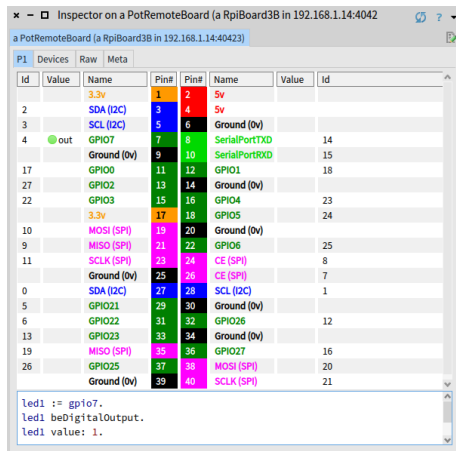 Inspector on a PotRemoteBoard (a RpiBoard3B in 192.168.1.14:4042
a PotRemoteBoard (a RpiBoard3B in 192.168.1.14:40423)
P1 Devices Raw Meta
Id Value Name Pin# Pin# Name Value Id
3.3v 1 2 5v
2 SDA (I2C) 3 4 5v
3 SCL (I2C) 5 6 Ground (0v)
4 out GPIO7 7 8 SerialPortTXD 14
Ground (0v) 9 10 SerialPortRXD 15
17 GPIO0 11 12 GPIO1 18
27 GPIO2 13 14 Ground (0v)
22 GPIO3 15 16 GPIO4 23
3.3v 17 18 GPIO5 24
10 MOSI (SPI) 19 20 Ground (0v)
9 MISO (SPI) 21 22 GPIO6 25
11 SCLK (SPI) 23 24 CE (SPI) 8
Ground (0v) 25 26 CE (SPI) 7
0 SDA (I2C) 27 28 SCL (I2C) 1
5 GPIO21 29 30 Ground (0v)
6 GPIO22 31 32 GPIO26 12
13 GPIO23 33 34 Ground (0v)
19 MISO (SPI) 35 36 GPIO27 16
26 GPIO25 37 38 MOSI (SPI) 20
Ground (0v) 39 40 SCLK (SPI) 21
led1 := gpio7.
led1 beDigitalOutput.
led1 value: 1.